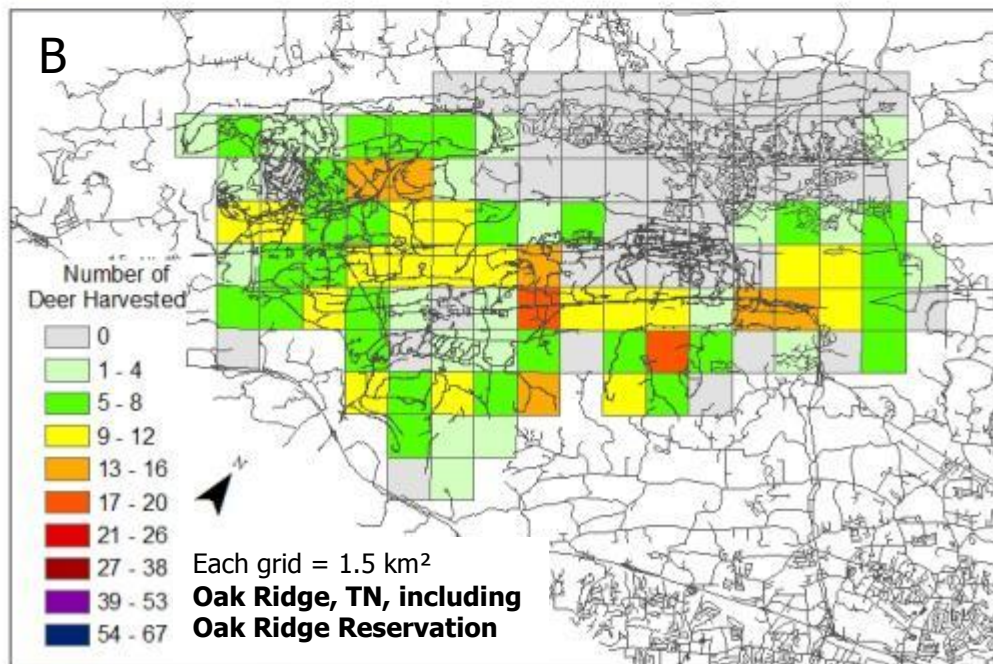 B
Number of
Deer Harvested
0
1 - 4
5 - 8
9 - 12
13 - 16
17 - 20
21 - 26
27 - 38
39 - 53
54 - 67
N
Each grid = 1.5 km²
Oak Ridge, TN, including
Oak Ridge Reservation